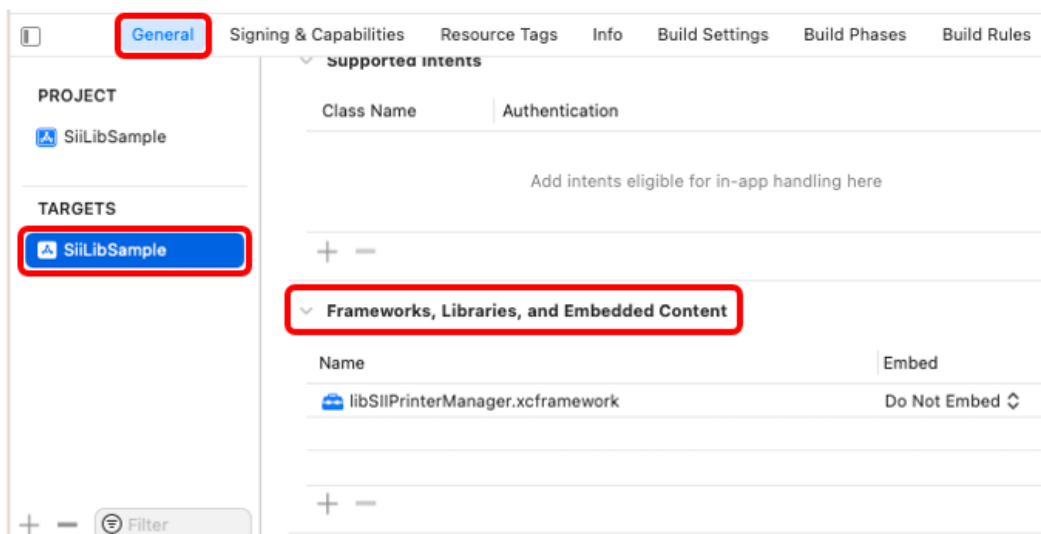 General Signing & Capabilities Resource Tags Info Build Settings Build Phases Build Rules
PROJECT
SiiLibSample
TARGETS
SiiLibSample
Filter
Supported Intents
Class Name Authentication
Add intents eligible for in-app handling here
Frameworks, Libraries, and Embedded Content
Name Embed
libSIIPrinterManager.xcframework Do Not Embed